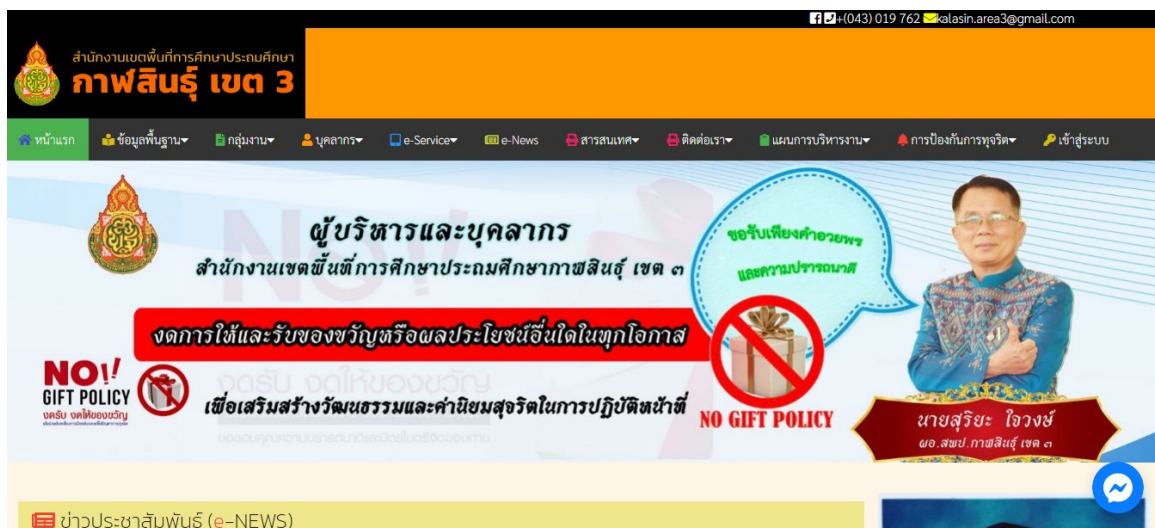 +(043) 019 762 kalasin.area3@gmail.com
สำนักงานเขตพื้นที่การศึกษาประถมศึกษา
กาฬสินธุ์ เขต 3
หน้าแรก ข้อมูลพื้นฐาน กลุ่มงาน บุคลากร e-Service e-News สารสนเทศ ติดต่อเรา แผนการบริหารงาน การป้องกันการทุจริต เข้าสู่ระบบ
ผู้บริหารและบุคลากร
สำนักงานเขตพื้นที่การศึกษาประถมศึกษากาฬสินธุ์ เขต ๓
ขอรับเพียงคำอวยพร
และความปรารถนาดี
งดการให้และรับของขวัญหรือผลประโยชน์อื่นใดในทุกโอกาส
NO!
GIFT POLICY
งดรับ งดให้ของขวัญ
งดรับ งดให้ของขวัญ
เพื่อเสริมสร้างวัฒนธรรมและค่านิยมสุจริตในการปฏิบัติหน้าที่
NO GIFT POLICY
นายสุริยะ ใจวงษ์
ผอ.สพป.กาฬสินธุ์ เขต ๓
ข่าวประชาสัมพันธ์ (e-NEWS)